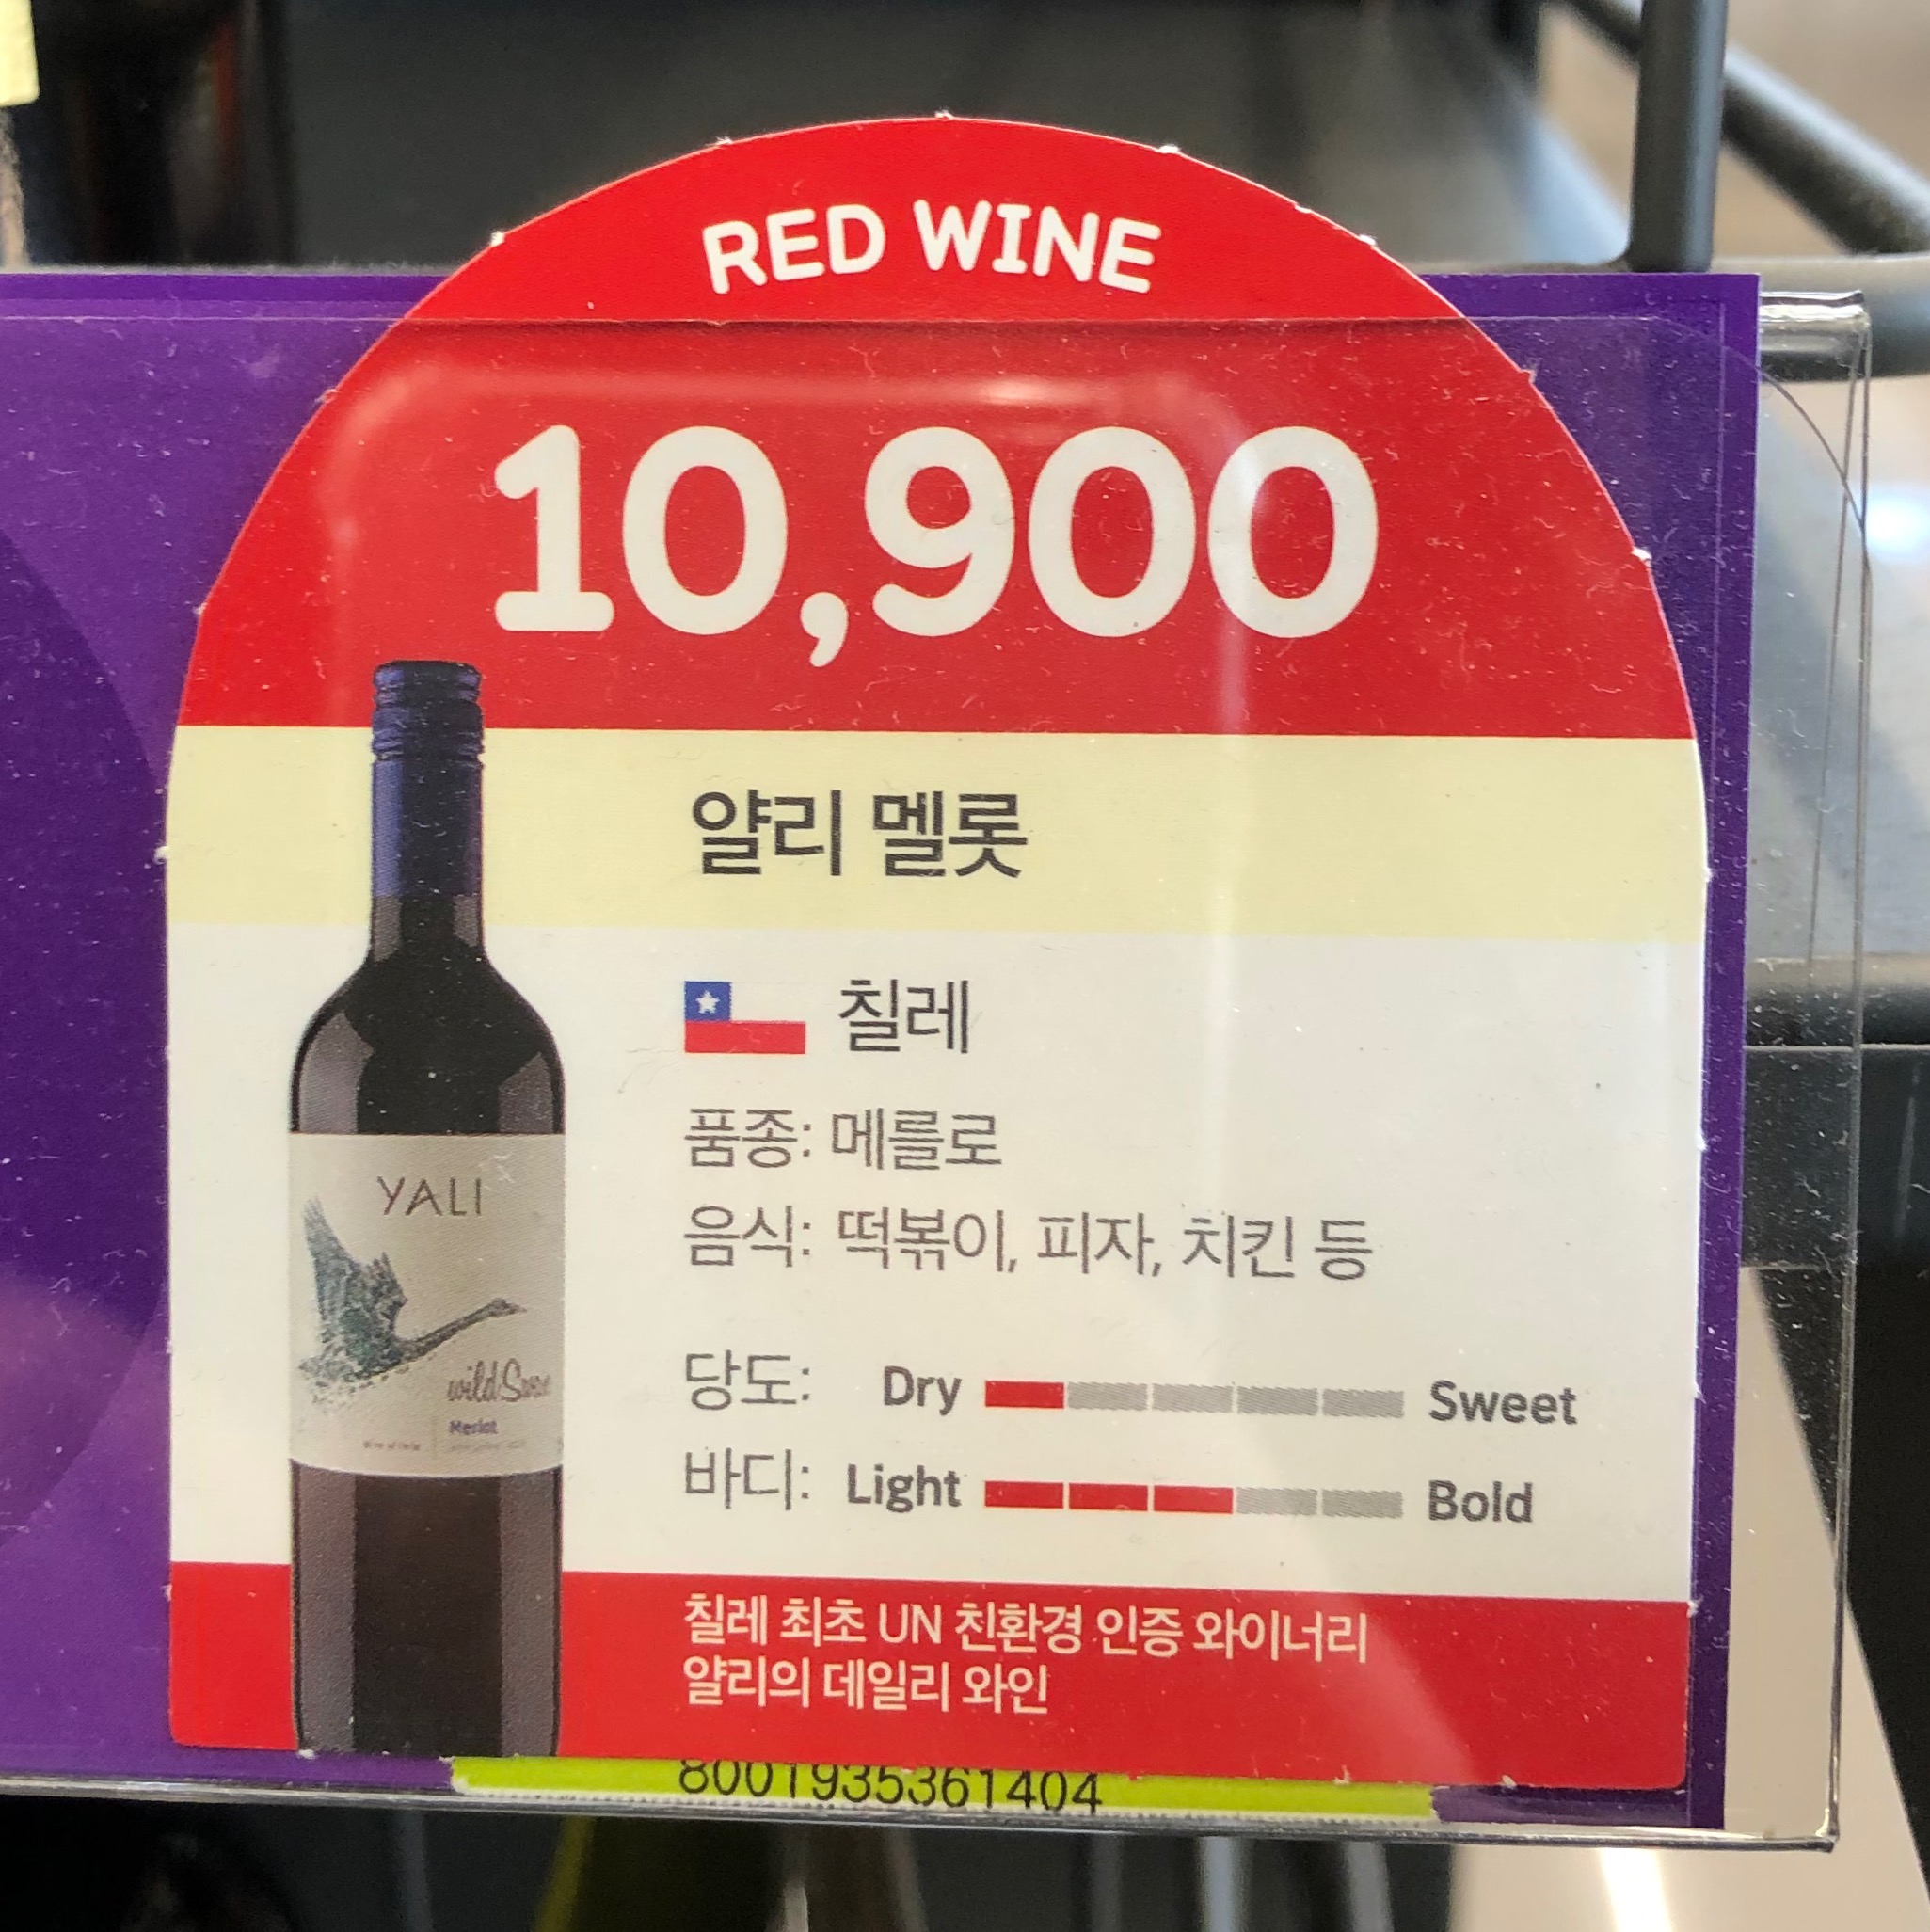 RED WINE
10,900
얄리 멜롯
칠레
품종: 메를로
음식: 떡볶이, 피자, 치킨 등
당도: Dry Sweet
바디: Light Bold
칠레 최초 UN 친환경 인증 와이너리
얄리의 데일리 와인
YALI
wild Swan
Merlot
8001935361404